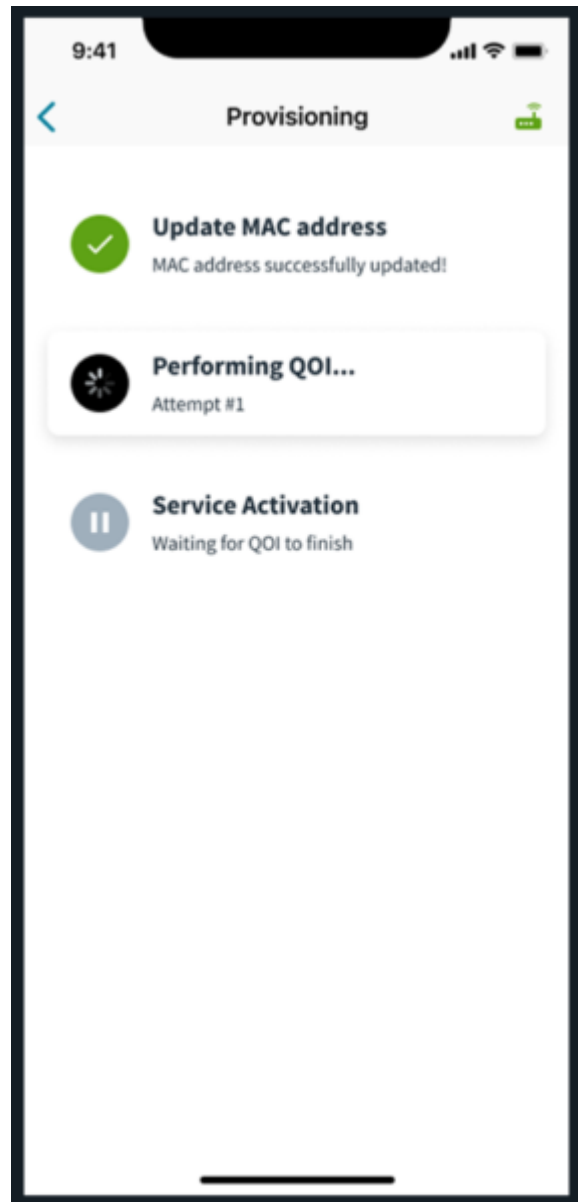 9:41
Provisioning
Update MAC address
MAC address successfully updated!
Performing QOI...
Attempt #1
Service Activation
Waiting for QOI to finish